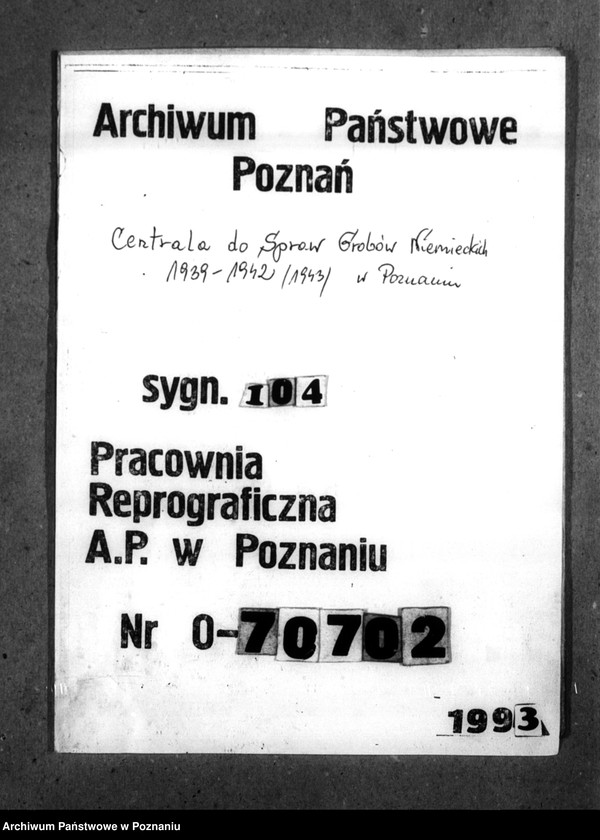 Archiwum Państwowe
Poznań
Centrala do Spraw Grobów Niemieckich
1939-1942 /1943/ w Poznaniu
sygn. 104
Pracownia
Reprograficzna
A.P. w Poznaniu
Nr 0-70702
1993
Archiwum Państwowe w Poznaniu